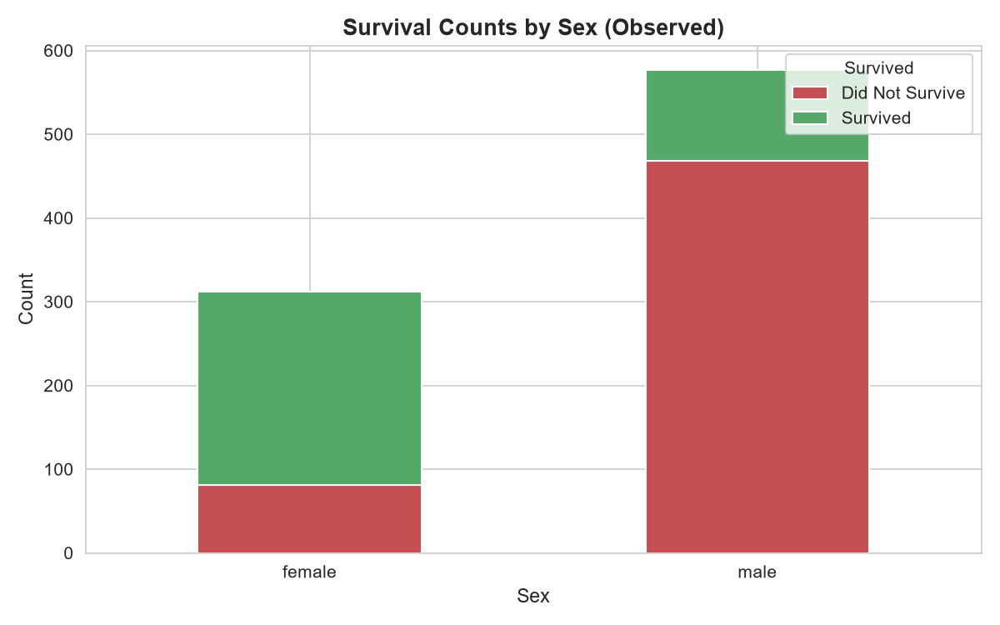 Survival Counts by Sex (Observed)
600
500
400
300
200
100
0
Count
Survived
Did Not Survive
Survived
female
male
Sex